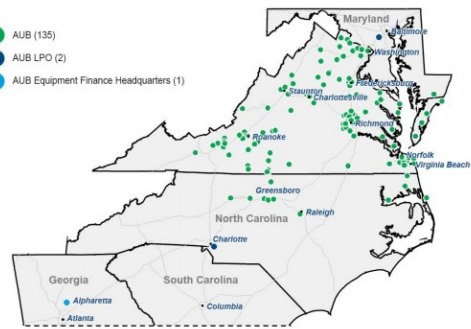 AUB (135)
AUB LPO (2)
AUB Equipment Finance Headquarters (1)
Maryland
Baltimore
Washington
Fredericksburg
Staunton
Charlottesville
Richmond
Roanoke
Norfolk
Virginia Beach
Greensboro
Raleigh
North Carolina
Charlotte
Georgia
South Carolina
Alpharetta
Columbia
Atlanta